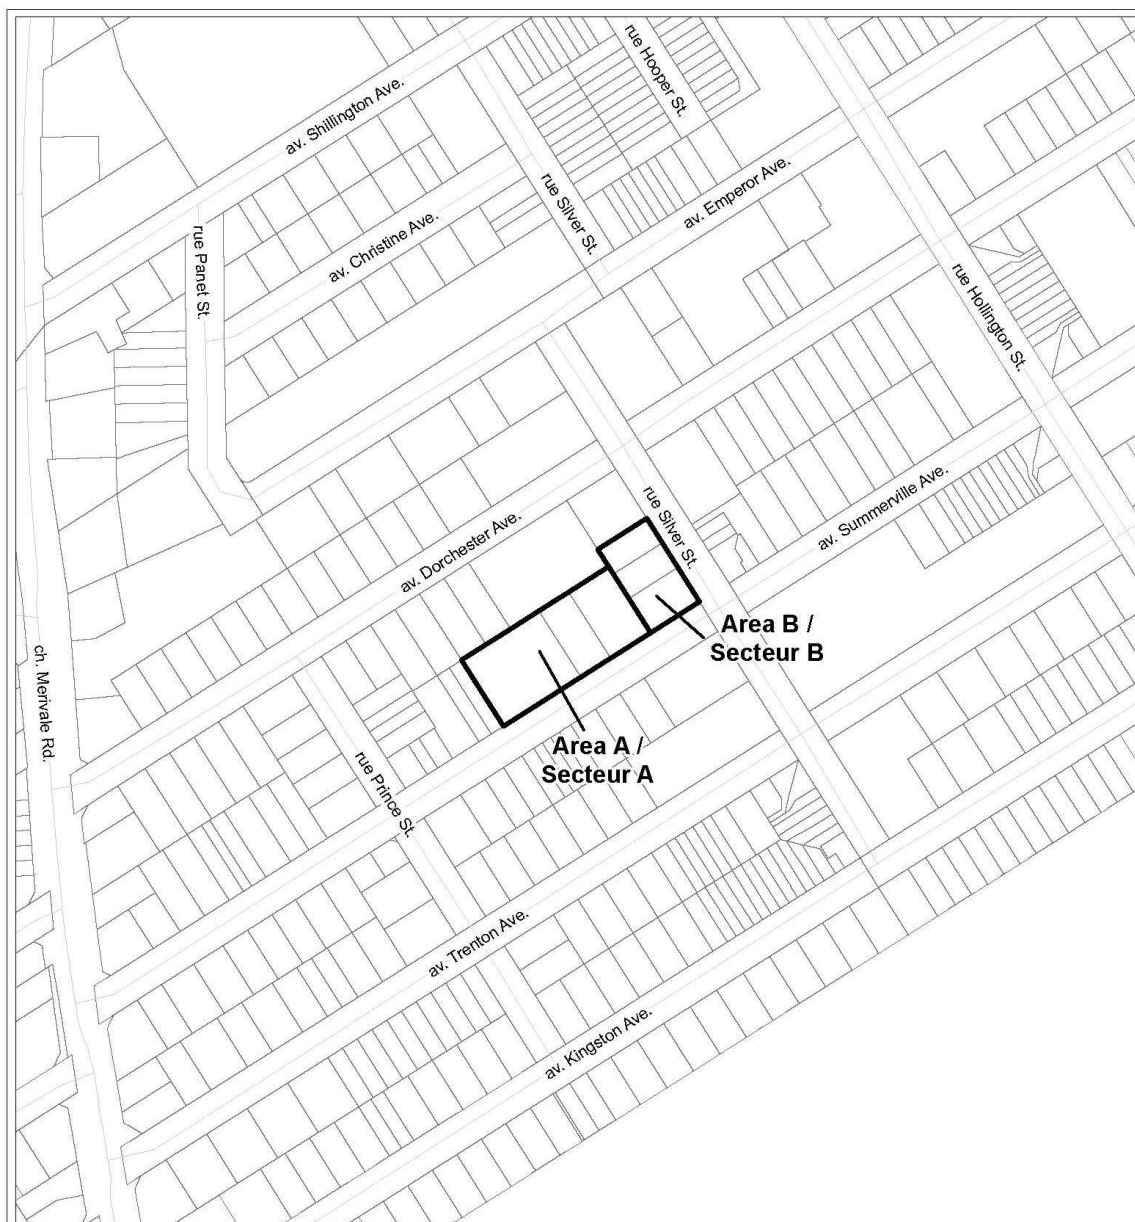 rue Hooper St.
av. Shillington Ave.
rue Silver St.
av. Emperor Ave.
av. Christine Ave.
rue Panet St.
rue Hollington St.
rue Silver St.
av. Summerville Ave.
av. Dorchester Ave.
Area B /
Secteur B
ch. Merivale Rd.
Area A /
Secteur A
rue Prince St.
av. Trenton Ave.
av. Kingston Ave.